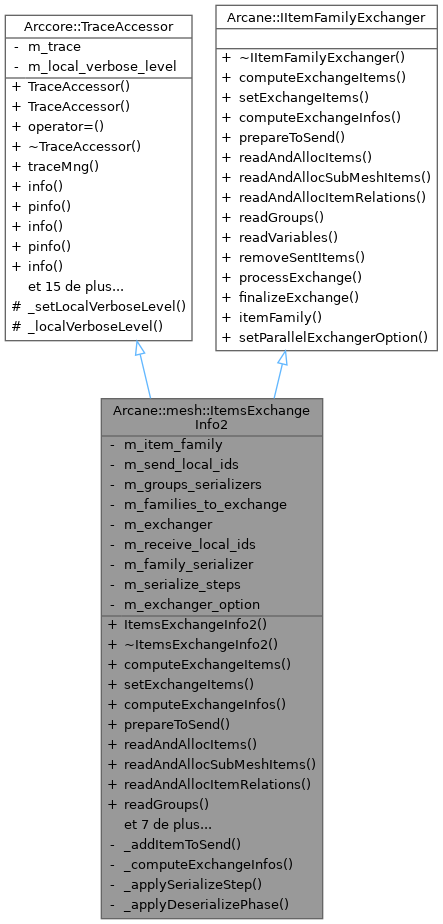 Arccore::TraceAccessor
- m_trace
- m_local_verbose_level
+ TraceAccessor()
+ TraceAccessor()
+ operator=()
+ ~TraceAccessor()
+ traceMng()
+ info()
+ pinfo()
+ info()
+ pinfo()
+ info()
et 15 de plus...
# _setLocalVerboseLevel()
# _localVerboseLevel()
Arcane::IItemFamilyExchanger
+ ~IItemFamilyExchanger()
+ computeExchangeItems()
+ setExchangeItems()
+ computeExchangeInfos()
+ prepareToSend()
+ readAndAllocItems()
+ readAndAllocSubMeshItems()
+ readAndAllocItemRelations()
+ readGroups()
+ readVariables()
+ removeSentItems()
+ processExchange()
+ finalizeExchange()
+ itemFamily()
+ setParallelExchangerOption()
Arcane::mesh::ItemsExchange
Info2
- m_item_family
- m_send_local_ids
- m_groups_serializers
- m_families_to_exchange
- m_exchanger
- m_receive_local_ids
- m_family_serializer
- m_serialize_steps
- m_exchanger_option
+ ItemsExchangeInfo2()
+ ~ItemsExchangeInfo2()
+ computeExchangeItems()
+ setExchangeItems()
+ computeExchangeInfos()
+ prepareToSend()
+ readAndAllocItems()
+ readAndAllocSubMeshItems()
+ readAndAllocItemRelations()
+ readGroups()
et 7 de plus...
- _addItemToSend()
- _computeExchangeInfos()
- _applySerializeStep()
- _applyDeserializePhase()